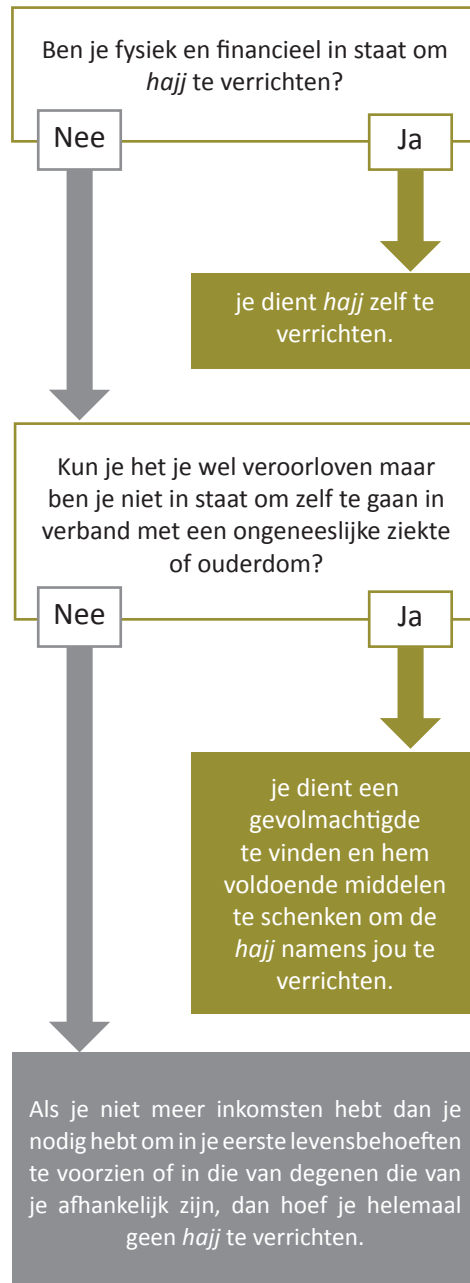 Ben je fysiek en financieel in staat om
hajj te verrichten?
Nee
Ja
je dient hajj zelf te
verrichten.
Kun je het je wel veroorloven maar
ben je niet in staat om zelf te gaan in
verband met een ongeneeslijke ziekte
of ouderdom?
Nee
Ja
je dient een
gevolmachtigde
te vinden en hem
voldoende middelen
te schenken om de
hajj namens jou te
verrichten.
Als je niet meer inkomsten hebt dan je
nodig hebt om in je eerste levensbehoeften
te voorzien of in die van degenen die van
je afhankelijk zijn, dan hoef je helemaal
geen hajj te verrichten.